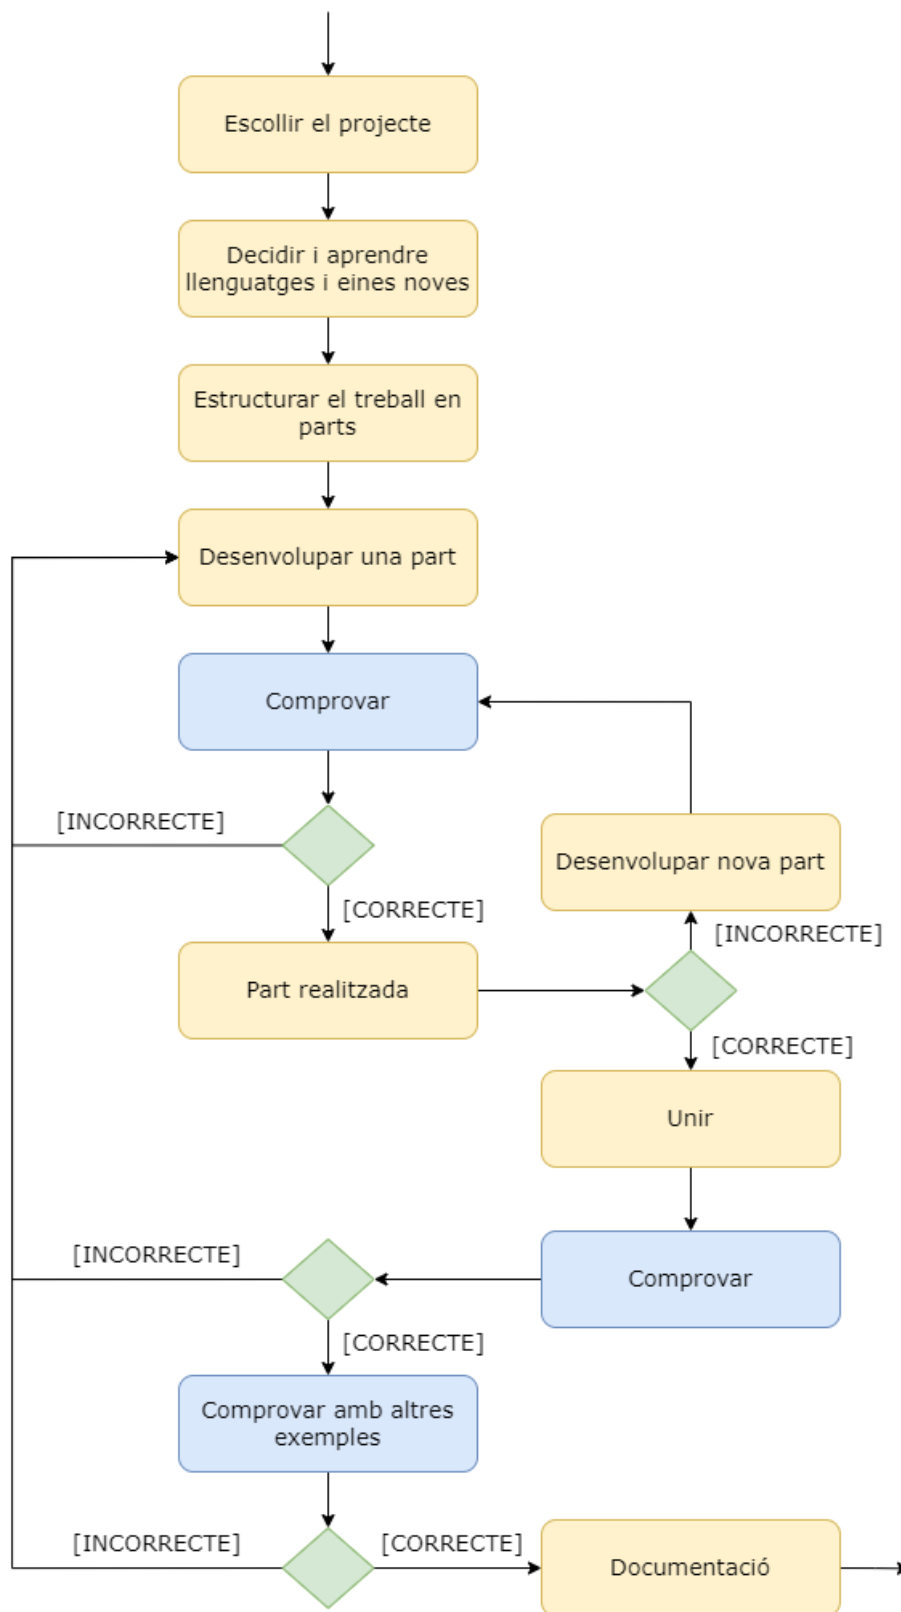 Escollir el projecte
Decidir i aprendre
llenguatges i eines noves
Estructurar el treball en
parts
Desenvolupar una part
Comprovar
[INCORRECTE]
Desenvolupar nova part
[CORRECTE]
[INCORRECTE]
Part realitzada
[CORRECTE]
Unir
[INCORRECTE]
Comprovar
[CORRECTE]
Comprovar amb altres
exemples
[INCORRECTE]
[CORRECTE]
Documentació